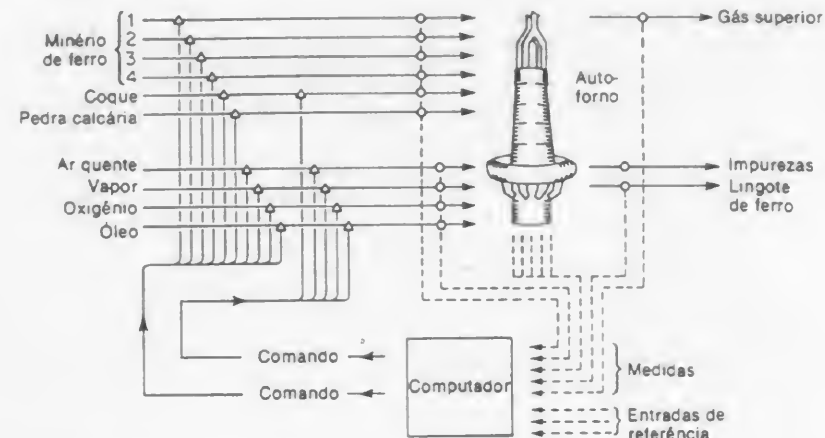 Minério
de ferro
1
2
3
4
Coque
Pedra calcária
Ar quente
Vapor
Oxigênio
Óleo
Auto-
forno
Gás superior
Impurezas
Lingote
de ferro
Comando
Comando
Computador
Medidas
Entradas de
referência